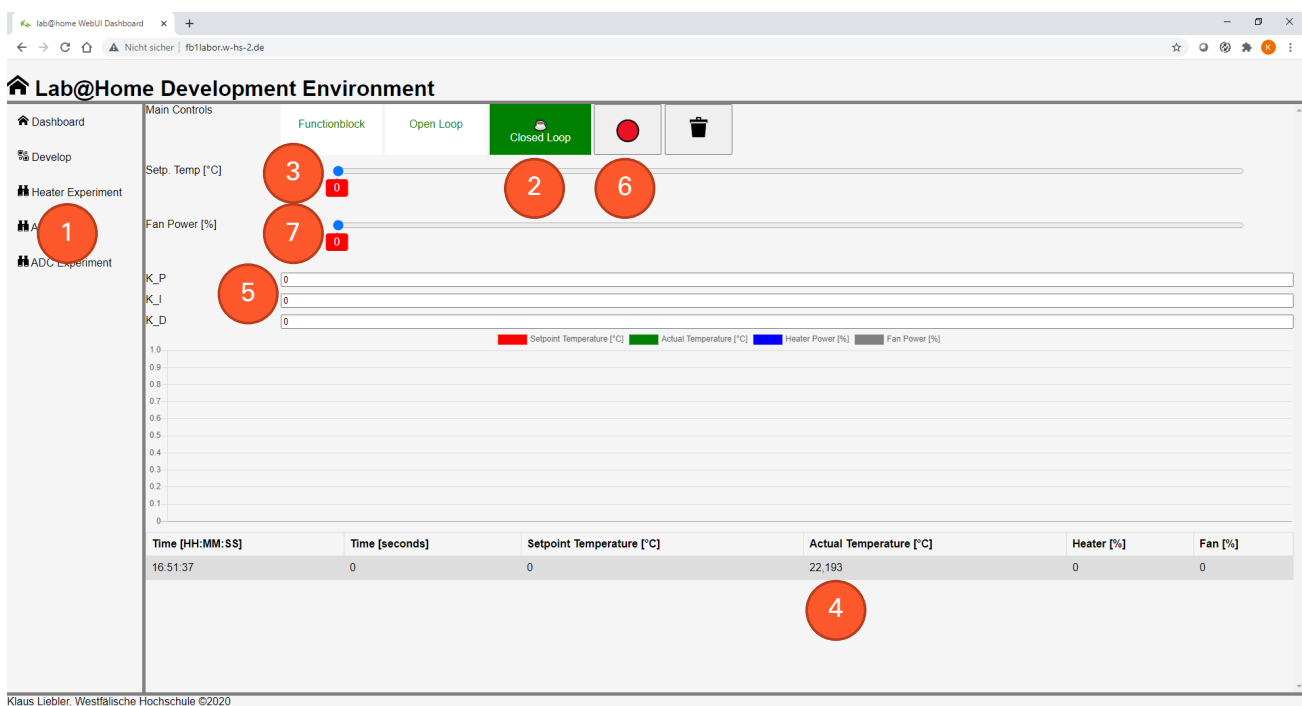 lab@home WebUI Dashboard
Nicht sicher | fb1labor.w-hs-2.de
K
Lab@Home Development Environment
Dashboard
Develop
Heater Experiment
A
1
ADC Experiment
Main Controls
Functionblock
Open Loop
Closed Loop
Setp. Temp [°C]
3
0
2
6
Fan Power [%]
7
0
5
K_P
0
K_I
0
K_D
0
Setpoint Temperature [°C] Actual Temperature [°C] Heater Power [%] Fan Power [%]
1.0
0.9
0.8
0.7
0.6
0.5
0.4
0.3
0.2
0.1
0
Time [HH:MM:SS] Time [seconds] Setpoint Temperature [°C] Actual Temperature [°C] Heater [%] Fan [%]
16:51:37 0 0 22,193 0 0
4
Klaus Liebler, Westfälische Hochschule ©2020